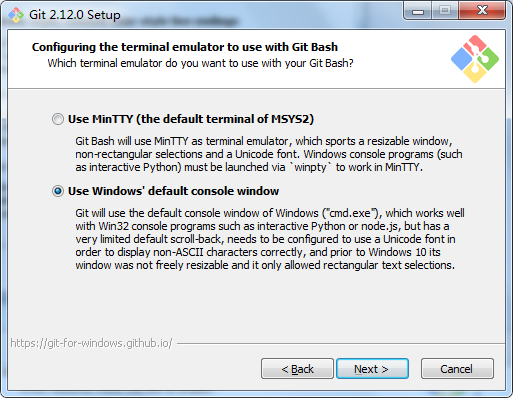 Git 2.12.0 Setup
Configuring the terminal emulator to use with Git Bash
Which terminal emulator do you want to use with your Git Bash?
Use MinTTY (the default terminal of MSYS2)
Git Bash will use MinTTY as terminal emulator, which sports a resizable window,
non-rectangular selections and a Unicode font. Windows console programs (such
as interactive Python) must be launched via `winpty` to work in MinTTY.
Use Windows' default console window
Git will use the default console window of Windows ("cmd.exe"), which works well
with Win32 console programs such as interactive Python or node.js, but has a
very limited default scroll-back, needs to be configured to use a Unicode font in
order to display non-ASCII characters correctly, and prior to Windows 10 its
window was not freely resizable and it only allowed rectangular text selections.
https://git-for-windows.github.io/
< Back Next > Cancel